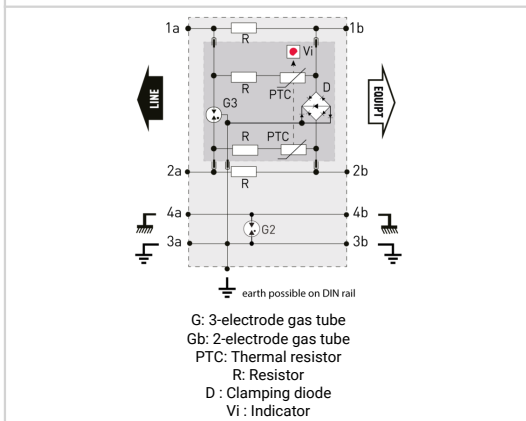 1a 1b
R
Vi
R
PTC
D
G3
LINE
EQUIPT
R
PTC
2a 2b
R
4a 4b
G2
3a 3b
earth possible on DIN rail
G: 3-electrode gas tube
Gb: 2-electrode gas tube
PTC: Thermal resistor
R: Resistor
D : Clamping diode
Vi : Indicator